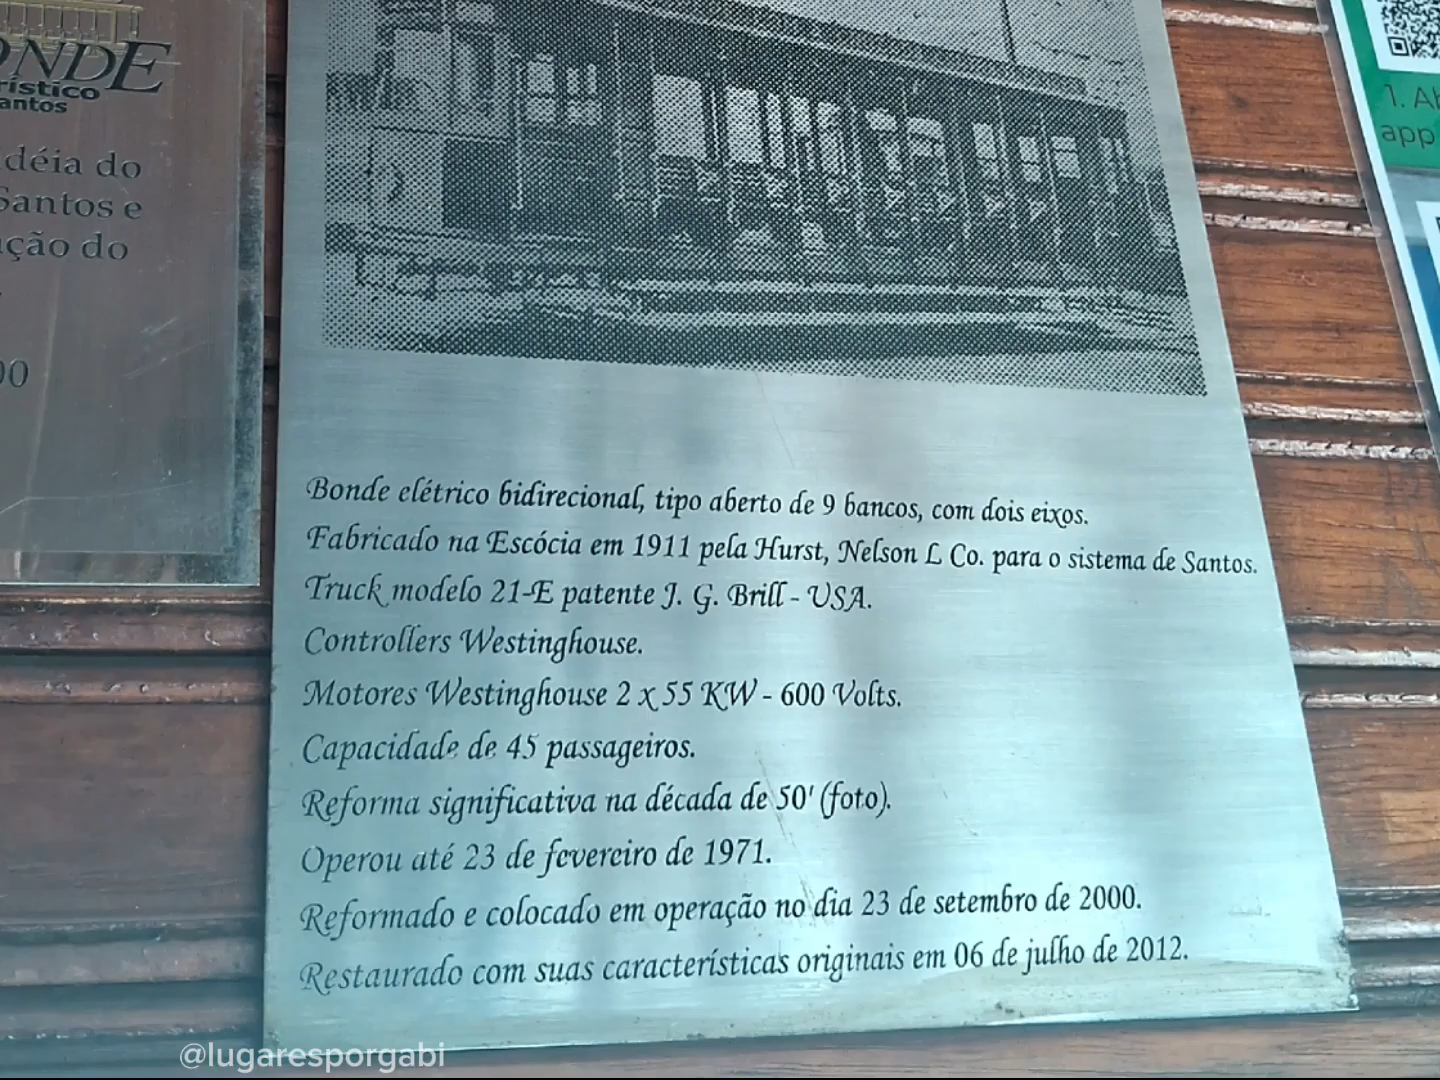 ONDE
rístico
antos
déia do
Santos e
ção do
00
Bonde elétrico bidirecional, tipo aberto de 9 bancos, com dois eixos.
Fabricado na Escócia em 1911 pela Hurst, Nelson L Co. para o sistema de Santos.
Truck modelo 21-E patente J. G. Brill - USA.
Controllers Westinghouse.
Motores Westinghouse 2 x 55 KW - 600 Volts.
Capacidade de 45 passageiros.
Reforma significativa na década de 50' (foto).
Operou até 23 de fevereiro de 1971.
Reformado e colocado em operação no dia 23 de setembro de 2000.
Restaurado com suas características originais em 06 de julho de 2012.
1. Ab
app
@lugaresporgabi